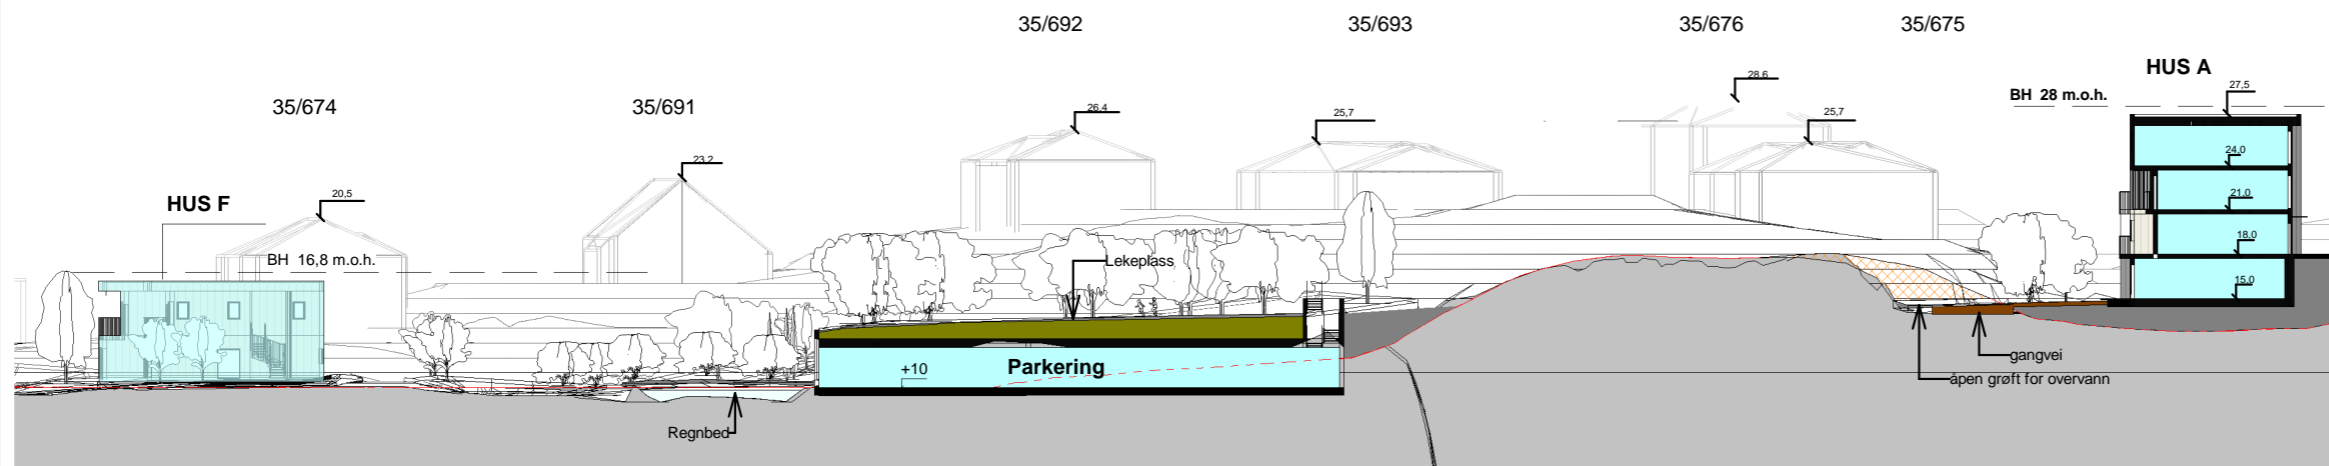 35/692
35/693
35/676
35/675
HUS A
28,6
27,5
BH 28 m.o.h.
35/674
35/691
26,4
25,7
25,7
24,0
23,2
21,0
20,5
HUS F
18,0
BH 16,8 m.o.h.
Lekeplass
15,0
+10
Parkering
gangvei
åpen grøft for overvann
Regnbed